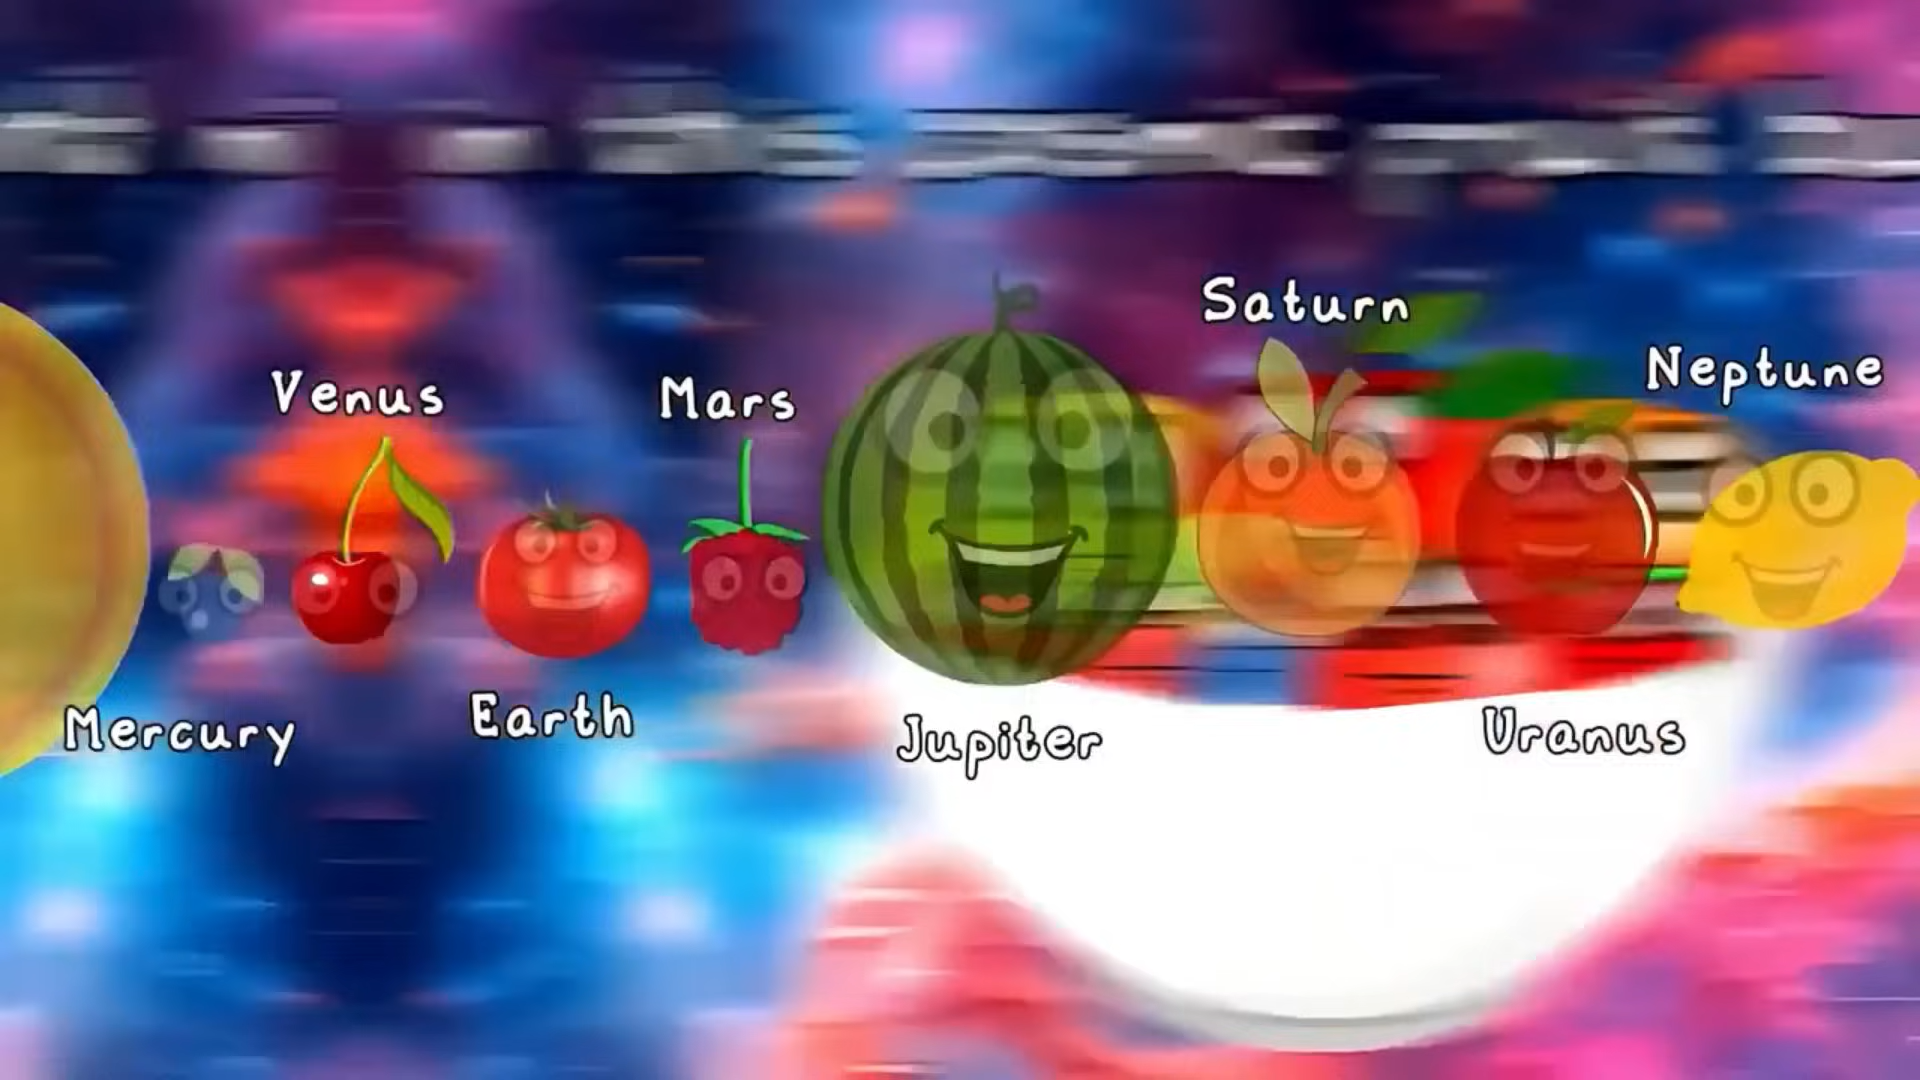 Saturn
Neptune
Venus
Mars
Earth
Mercury
Jupiter
Uranus